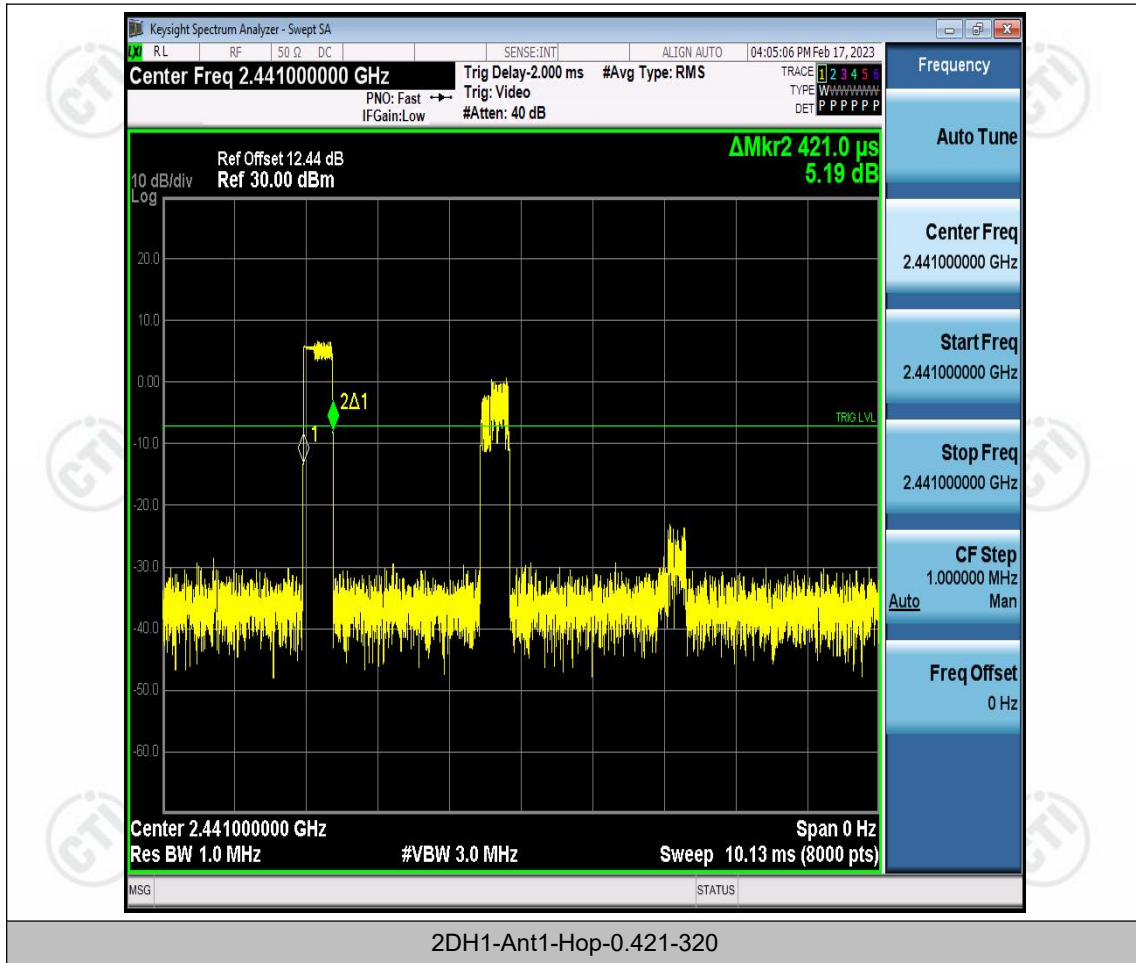 Keysight Spectrum Analyzer - Swept SA
LXI RL RF 50 Ω DC SENSE:INT ALIGN AUTO 04:05:06 PM Feb 17, 2023
Center Freq 2.441000000 GHz
PNO: Fast
IFGain:Low
Trig Delay-2.000 ms
Trig: Video
#Atten: 40 dB
#Avg Type: RMS
TRACE 1 2 3 4 5 6
TYPE WWWWWW
DET P P P P P P
Frequency
ΔMkr2 421.0 µs
5.19 dB
Ref Offset 12.44 dB
10 dB/div Ref 30.00 dBm
Log
20.0
10.0
0.00
-10.0
-20.0
-30.0
-40.0
-50.0
-60.0
2Δ1
1
TRIG LVL
Center 2.441000000 GHz Span 0 Hz
Res BW 1.0 MHz #VBW 3.0 MHz Sweep 10.13 ms (8000 pts)
MSG STATUS
Auto Tune
Center Freq
2.441000000 GHz
Start Freq
2.441000000 GHz
Stop Freq
2.441000000 GHz
CF Step
1.000000 MHz
Auto Man
Freq Offset
0 Hz
CTI
CTI
CTI
CTI
CTI
CTI
2DH1-Ant1-Hop-0.421-320